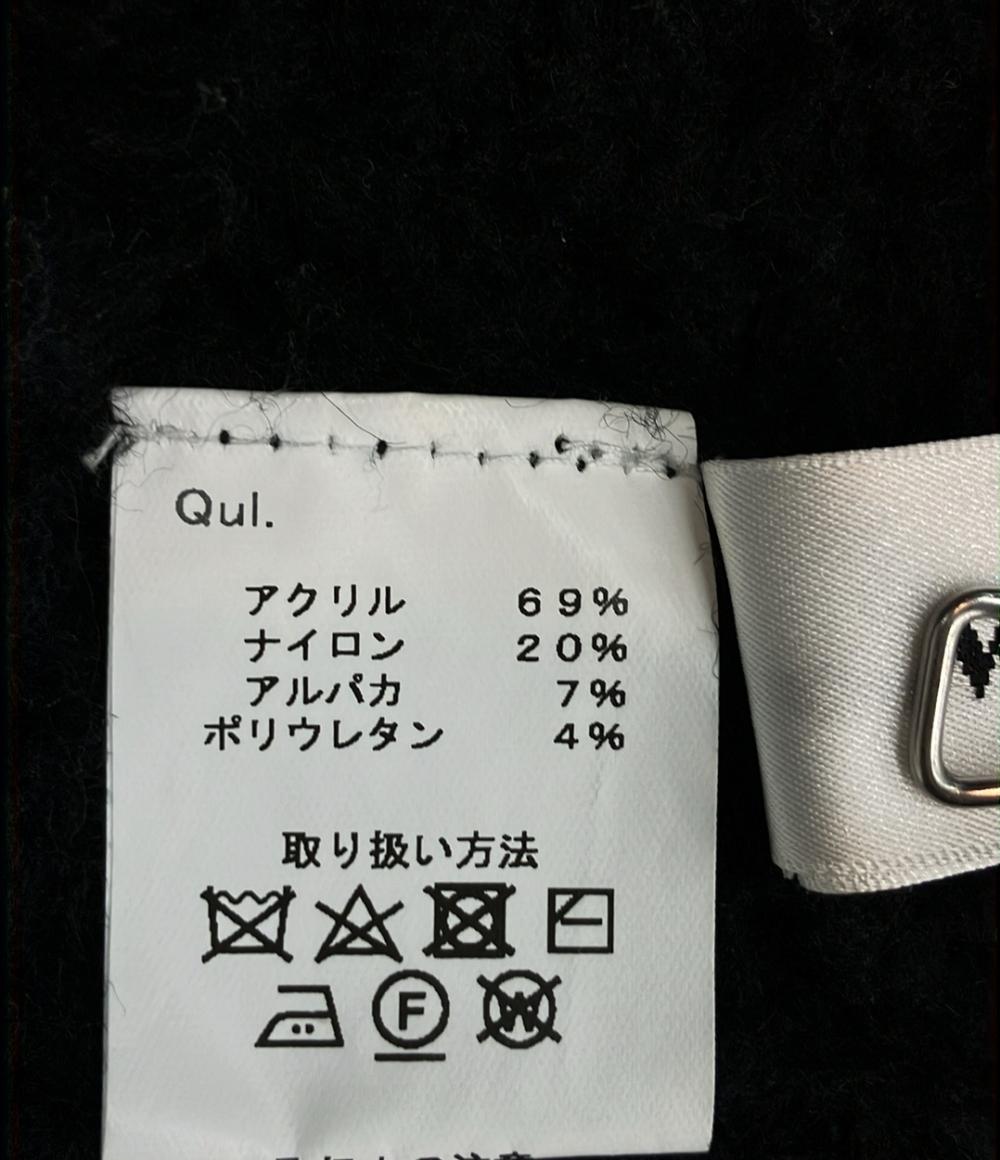 Qul.
アクリル 69%
ナイロン 20%
アルパカ 7%
ポリウレタン 4%
取り扱い方法
F W